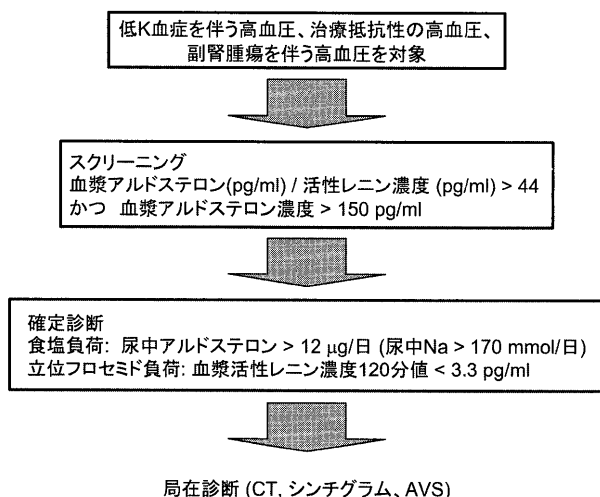 低K血症を伴う高血圧、治療抵抗性の高血圧、
副腎腫瘍を伴う高血圧を対象
スクリーニング
血漿アルドステロン(pg/ml) / 活性レニン濃度 (pg/ml) > 44
かつ 血漿アルドステロン濃度 > 150 pg/ml
確定診断
食塩負荷: 尿中アルドステロン > 12 μg/日 (尿中Na > 170 mmol/日)
立位フロセミド負荷: 血漿活性レニン濃度120分値 < 3.3 pg/ml
局在診断 (CT, シンチグラム、AVS)